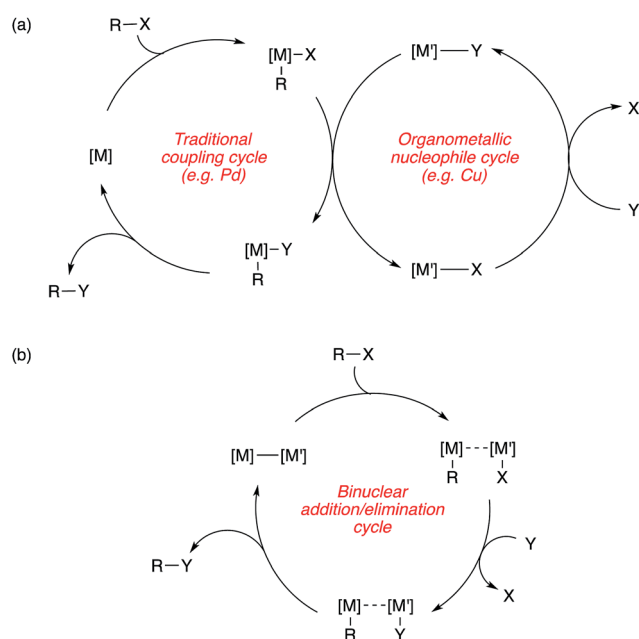 (a)
R—X
[M]–X
R
[M']—Y
X
[M]
Traditional
coupling cycle
(e.g. Pd)
Organometallic
nucleophile cycle
(e.g. Cu)
Y
[M]–Y
R
[M']—X
R—Y
(b)
R—X
[M]—[M']
[M]---[M']
R X
Binuclear
addition/elimination
cycle
Y
R—Y
X
[M]---[M']
R Y